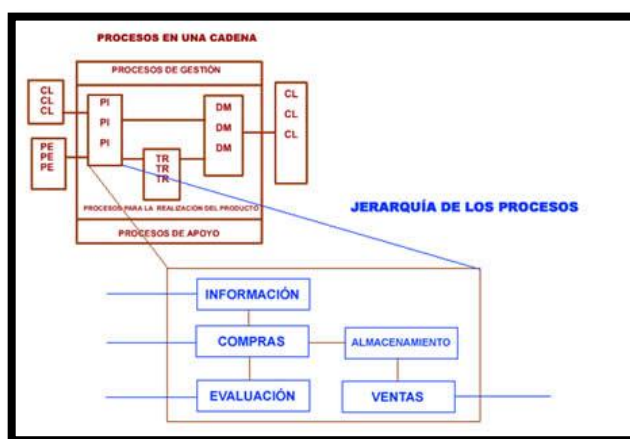 PROCESOS EN UNA CADENA
PROCESOS DE GESTIÓN
CL
CL
CL
PE
PE
PE
PI
PI
PI
TR
TR
TR
DM
DM
DM
CL
CL
CL
PROCESOS PARA LA REALIZACION DEL PRODUCTO
PROCESOS DE APOYO
JERARQUÍA DE LOS PROCESOS
INFORMACIÓN
COMPRAS
ALMACENAMIENTO
EVALUACIÓN
VENTAS